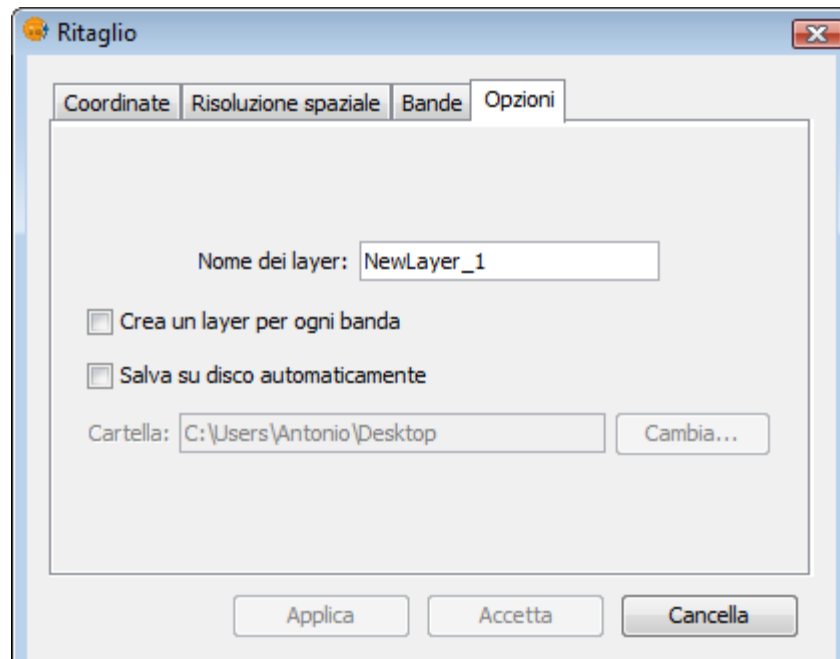 Ritaglio
Coordinate Risoluzione spaziale Bande Opzioni
Nome dei layer: NewLayer_1
Crea un layer per ogni banda
Salva su disco automaticamente
Cartella: C:\Users\Antonio\Desktop Cambia...
Applica Accetta Cancella